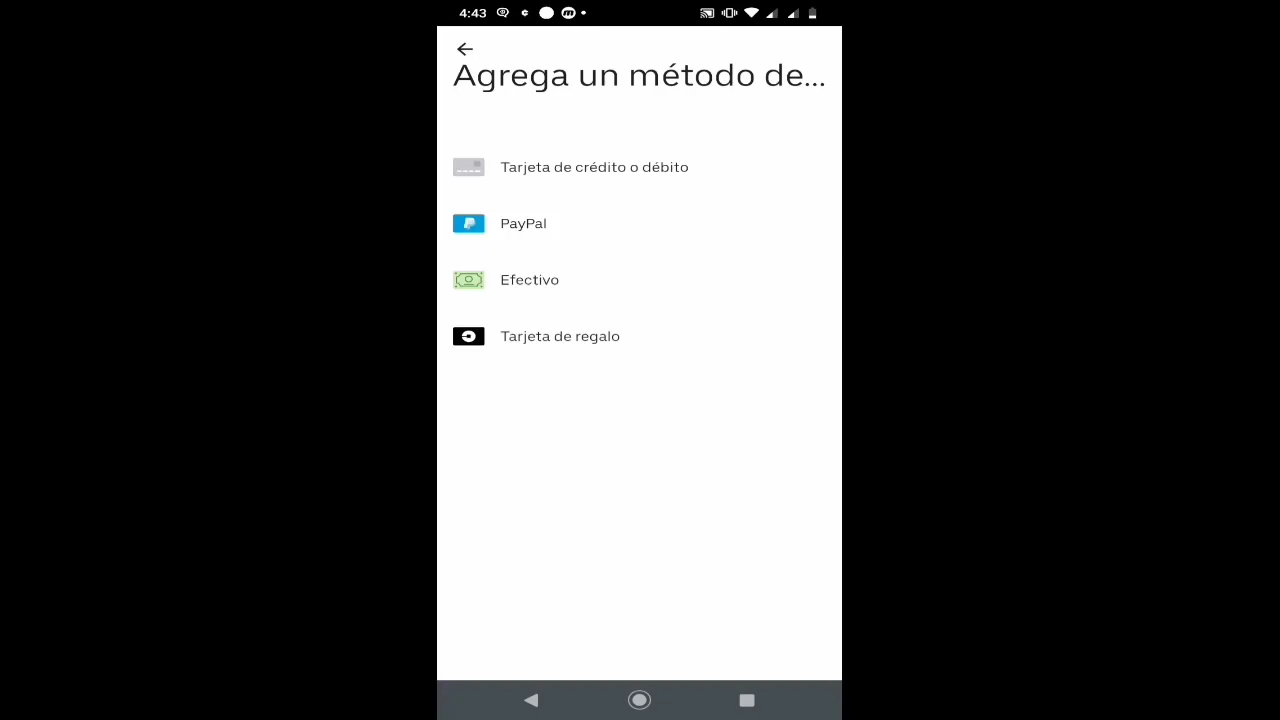 4:43
Agrega un método de...
Tarjeta de crédito o débito
PayPal
Efectivo
Tarjeta de regalo